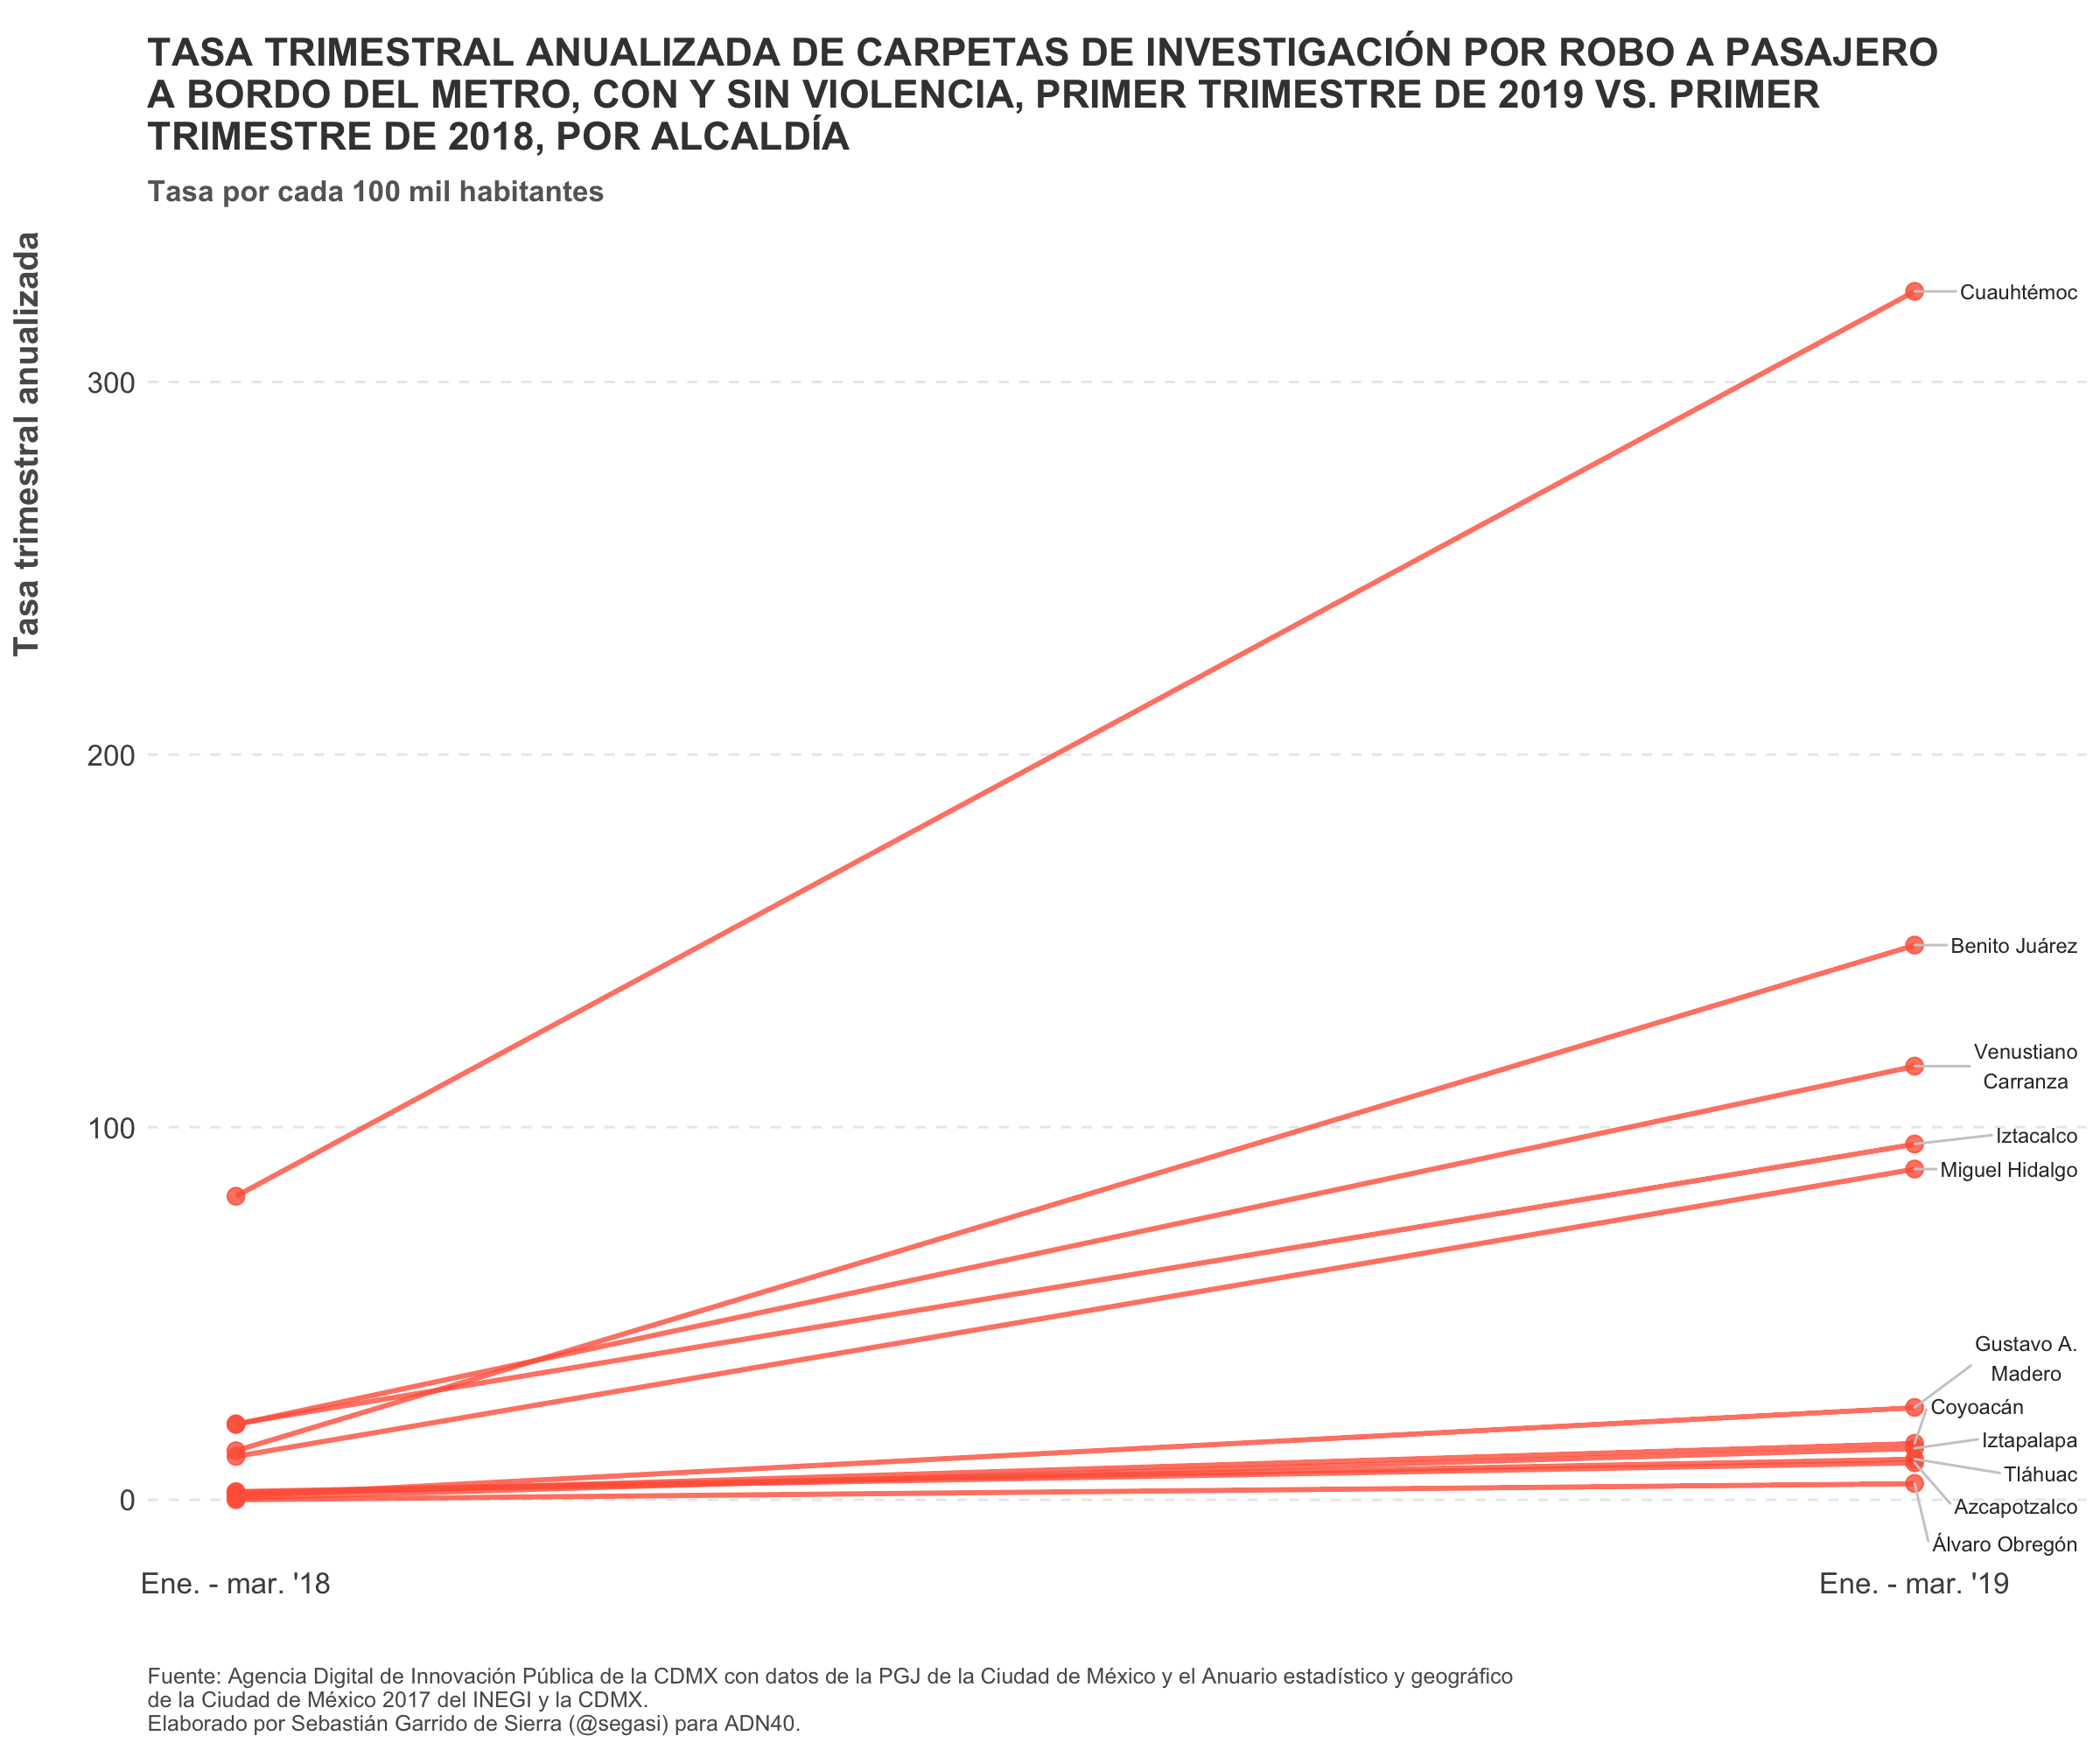 TASA TRIMESTRAL ANUALIZADA DE CARPETAS DE INVESTIGACIÓN POR ROBO A PASAJERO
A BORDO DEL METRO, CON Y SIN VIOLENCIA, PRIMER TRIMESTRE DE 2019 VS. PRIMER
TRIMESTRE DE 2018, POR ALCALDÍA
Tasa por cada 100 mil habitantes
Tasa trimestral anualizada
300
200
100
0
Cuauhtémoc
Benito Juárez
Venustiano
Carranza
Iztacalco
Miguel Hidalgo
Gustavo A.
Madero
Coyoacán
Iztapalapa
Tláhuac
Azcapotzalco
Álvaro Obregón
Ene. - mar. '18
Ene. - mar. '19
Fuente: Agencia Digital de Innovación Pública de la CDMX con datos de la PGJ de la Ciudad de México y el Anuario estadístico y geográfico
de la Ciudad de México 2017 del INEGI y la CDMX.
Elaborado por Sebastián Garrido de Sierra (@segasi) para ADN40.